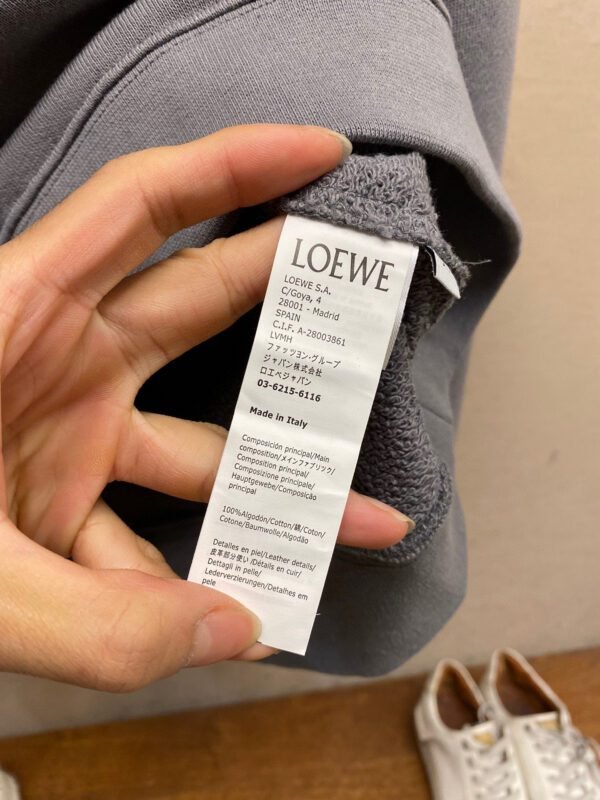 LOEWE
LOEWE S.A.
C/Goya, 4
28001 - Madrid
SPAIN
C.I.F. A-28003861
LVMH
ファッション・グループ
ジャパン株式会社
ロエベジャパン
03-6215-6116
Made in Italy
Composición principal/Main
composition/メインファブリック/
Composition principal/
Composizione principale/
Hauptgewebe/Composicão
principal
100%Algodón/Cotton/綿/Coton/
Cotone/Baumwolle/Algodão
Detalles en piel/Leather details/
皮革部分使い/Détails en cuir/
Dettagli in pelle/
Lederverzierungen/Detalhes em
pele